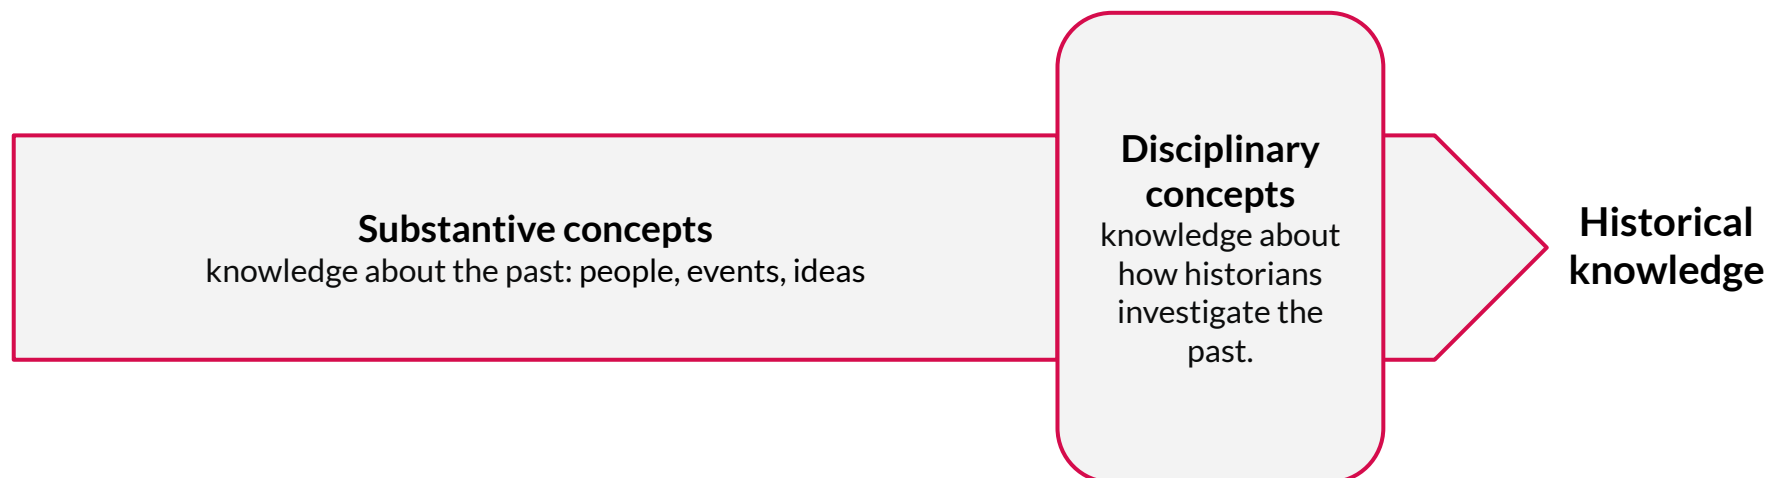 Substantive concepts
knowledge about the past: people, events, ideas
Disciplinary
concepts
knowledge about
how historians
investigate the
past.
Historical
knowledge